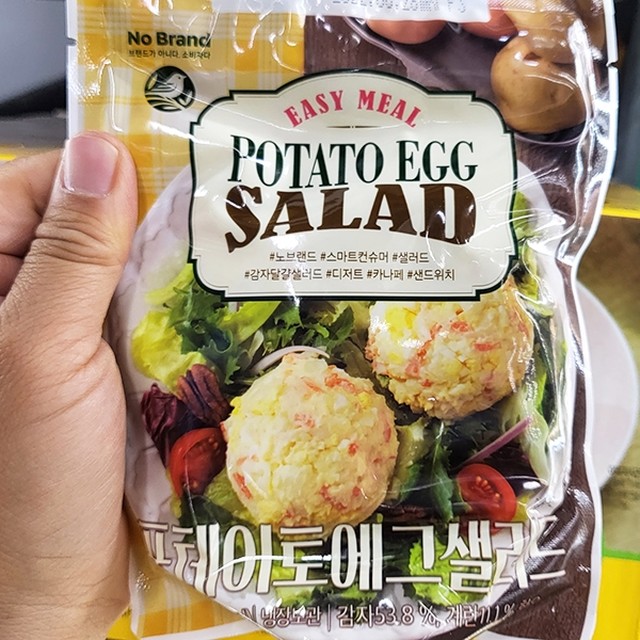 No Brand
브랜드가 아니다. 소비자다
EASY MEAL
POTATO EGG
SALAD
#노브랜드 #스마트컨슈머 #샐러드
#감자달걀샐러드 #디저트 #카나페 #샌드위치
포테이토에그샐러드
냉장보관 | 감자53.8 %, 계란